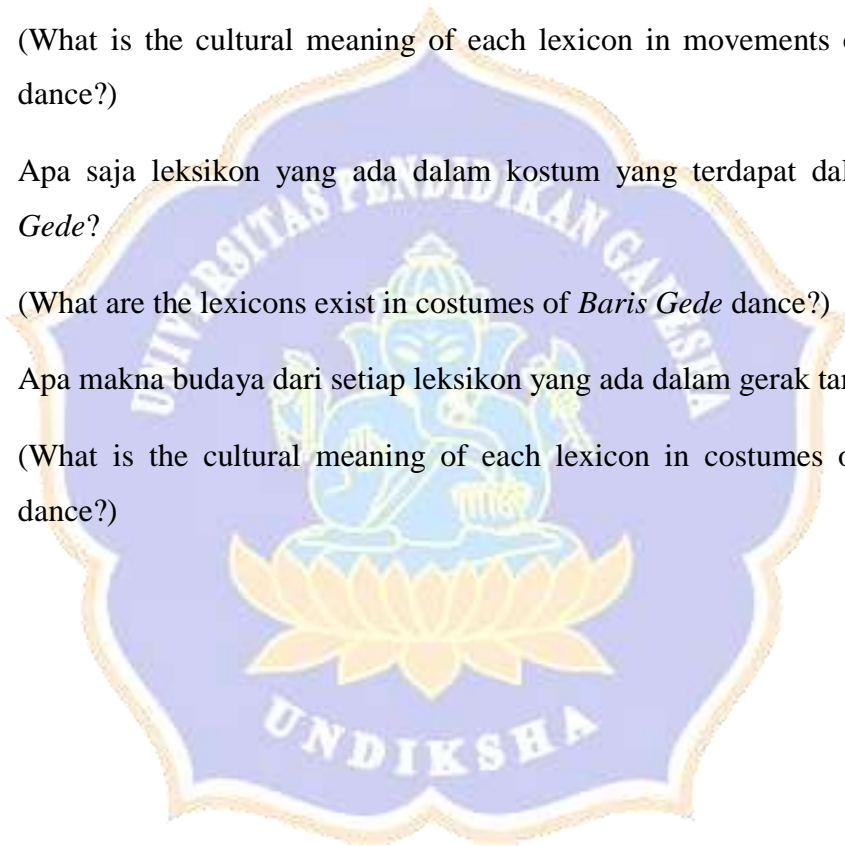 (What is the cultural meaning of each lexicon in movements
dance?)
Apa saja leksikon yang ada dalam kostum yang terdapat
Gede?
(What are the lexicons exist in costumes of Baris Gede dance?)
Apa makna budaya dari setiap leksikon yang ada dalam gerak
(What is the cultural meaning of each lexicon in costumes
dance?)
UNIVERSITAS PENDIDIKAN GANESHA
UNDIKSHA